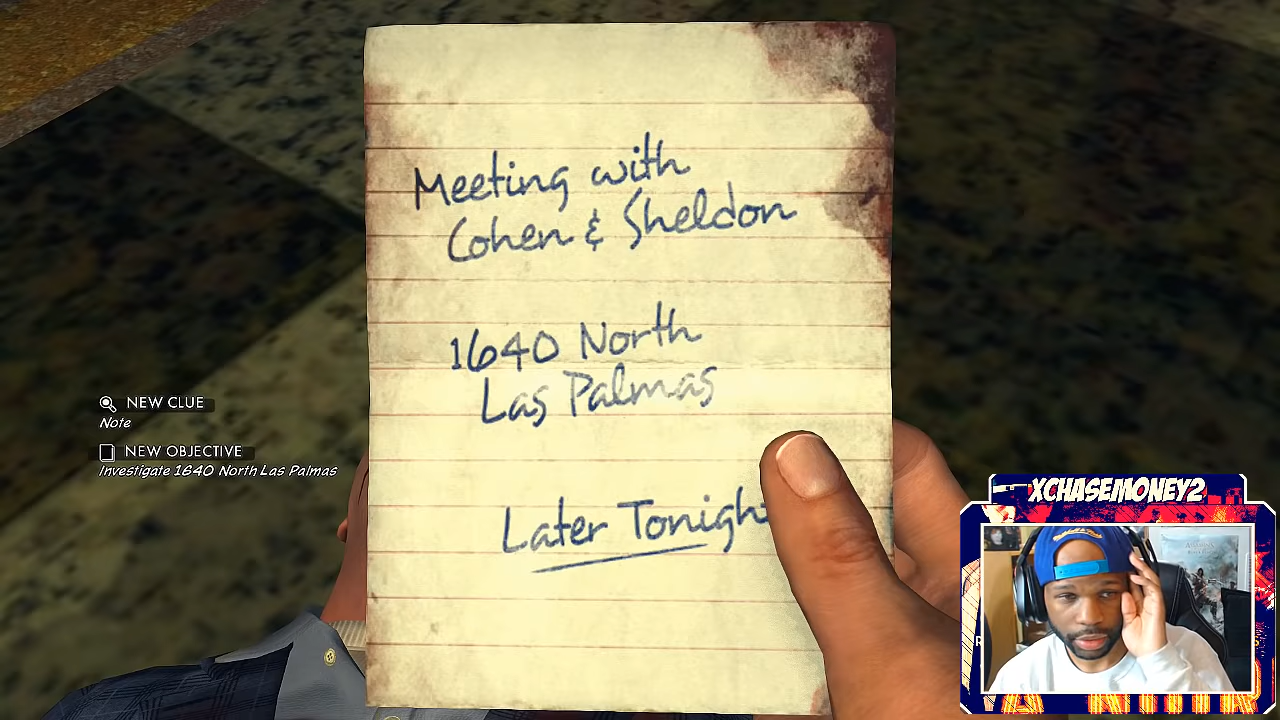 Meeting with
Cohen & Sheldon
1640 North
Las Palmas
Later Tonigh
NEW CLUE
Note
NEW OBJECTIVE
Investigate 1640 North Las Palmas
XCHASEMONEY2